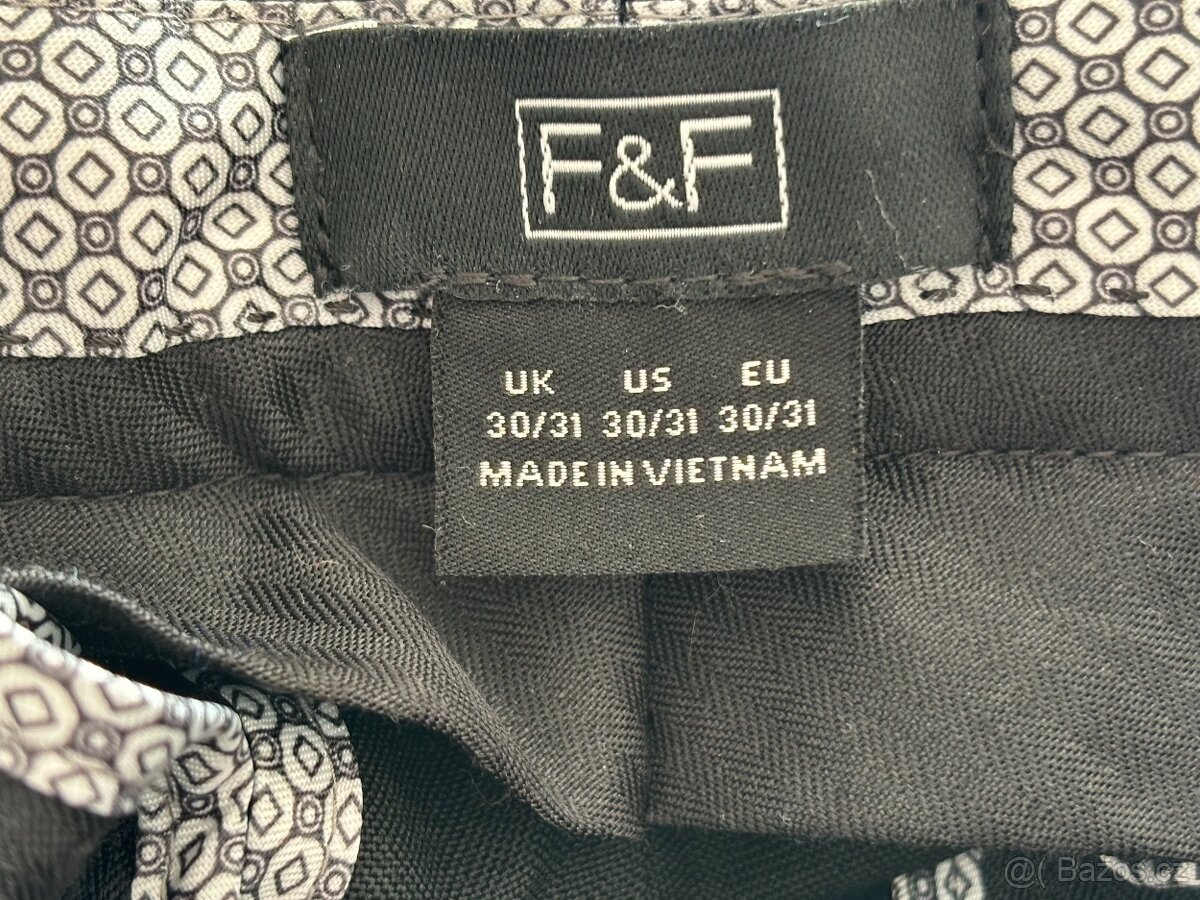 F&F
UK US EU
30/31 30/31 30/31
MADE IN VIETNAM
@( Bazos.cz